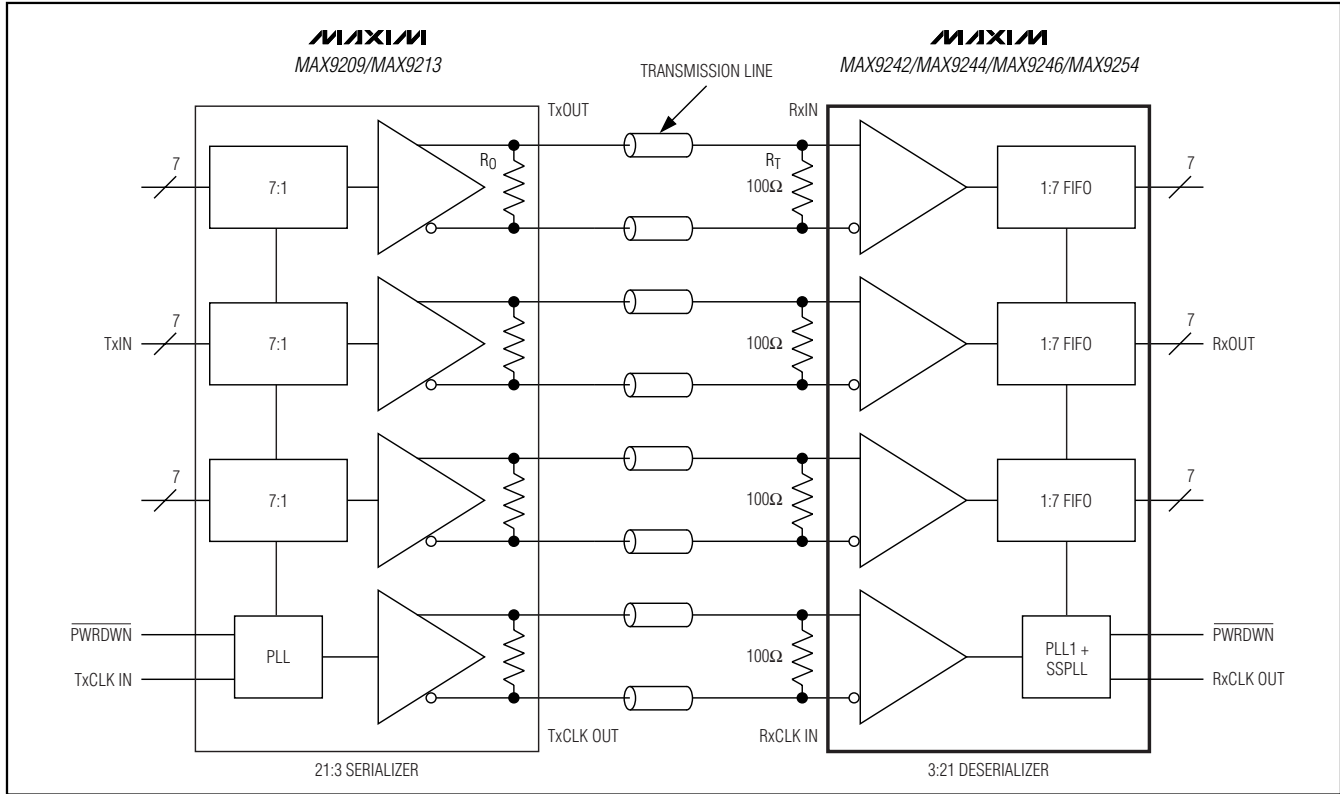 MAXIM
MAX9209/MAX9213
MAXIM
MAX9242/MAX9244/MAX9246/MAX9254
TRANSMISSION LINE
TxOUT
RxIN
7
7:1
RO
RT
100Ω
1:7 FIFO
7
TxIN
7
7:1
100Ω
1:7 FIFO
7
RxOUT
7
7:1
100Ω
1:7 FIFO
7
PWRDWN
TxCLK IN
PLL
100Ω
PLL1 +
SSPLL
PWRDWN
RxCLK OUT
TxCLK OUT
RxCLK IN
21:3 SERIALIZER
3:21 DESERIALIZER